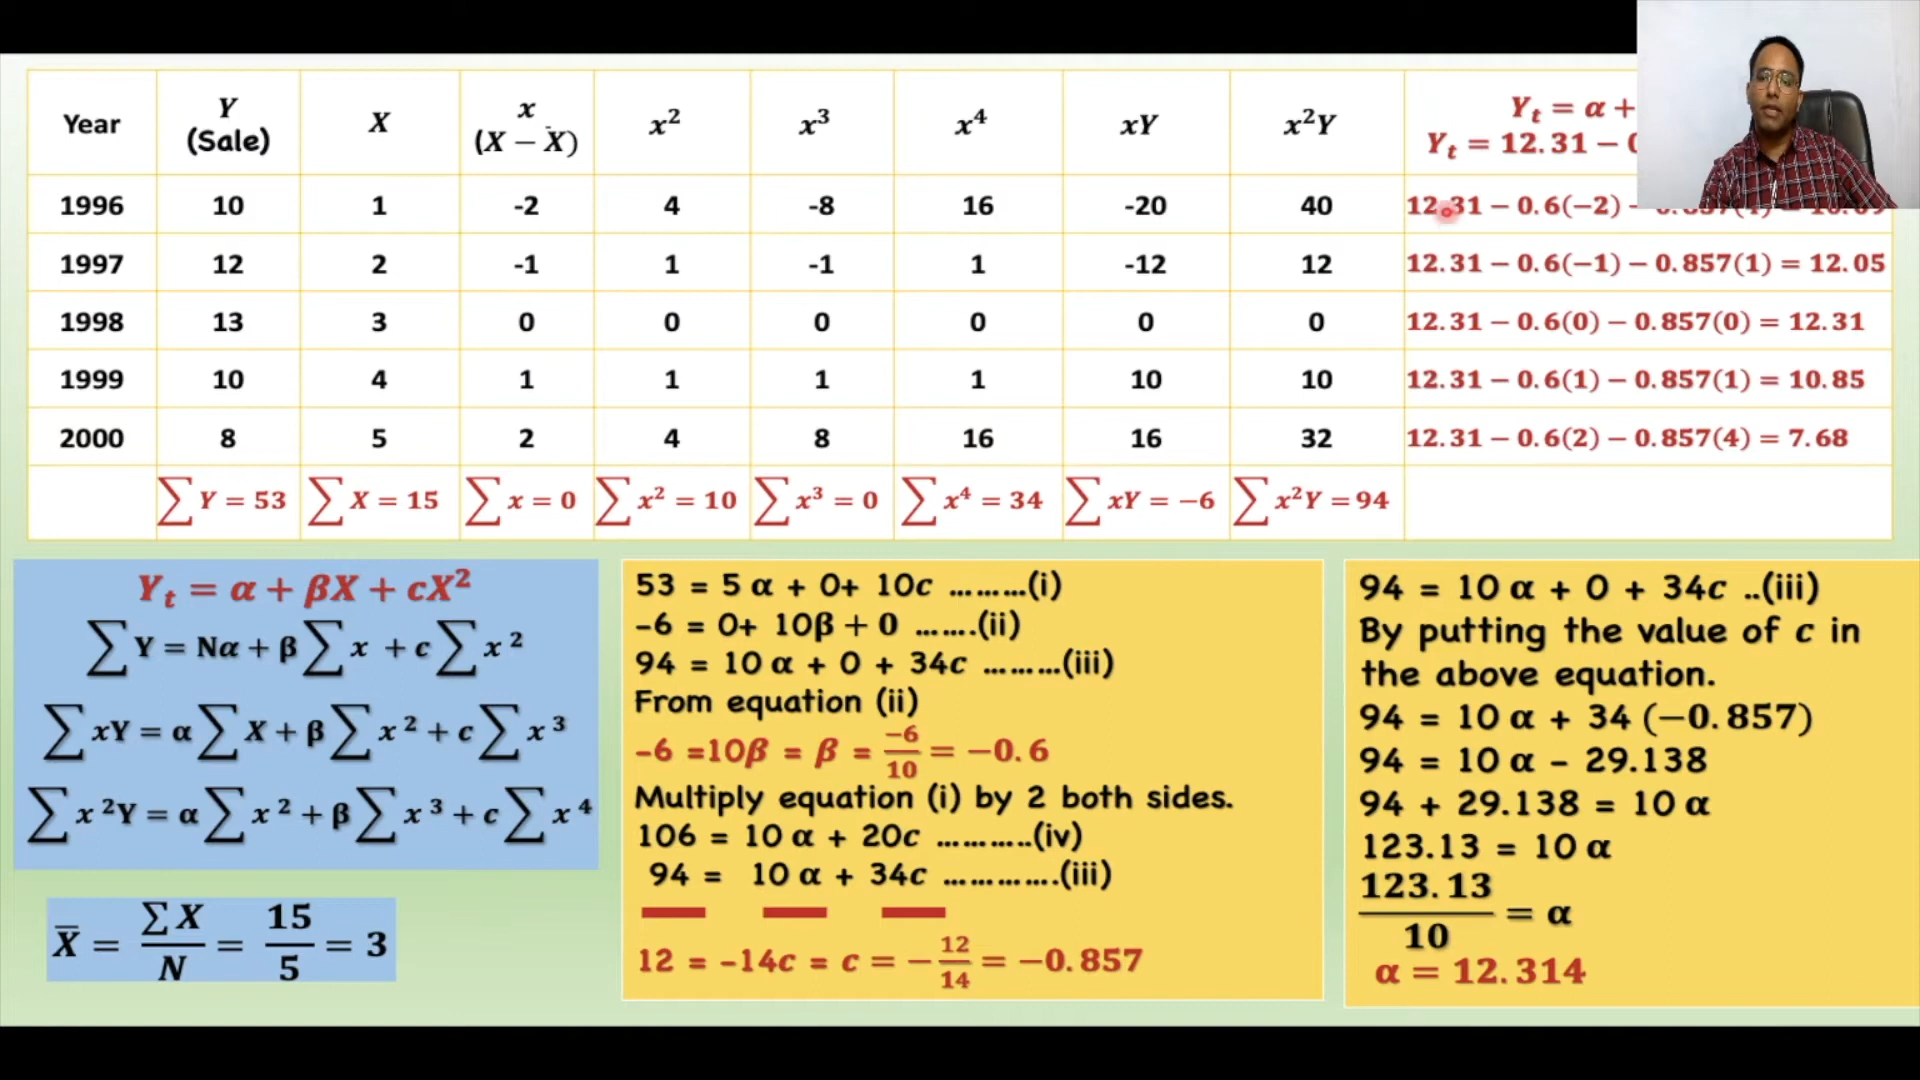 Year Y (Sale) X x (X − X̄) x² x³ x⁴ xY x²Y Yₜ = α +
Yₜ = 12.31 −
1996 10 1 -2 4 -8 16 -20 40 12.31 − 0.6(−2)
1997 12 2 -1 1 -1 1 -12 12 12.31 − 0.6(−1) − 0.857(1) = 12.05
1998 13 3 0 0 0 0 0 0 12.31 − 0.6(0) − 0.857(0) = 12.31
1999 10 4 1 1 1 1 10 10 12.31 − 0.6(1) − 0.857(1) = 10.85
2000 8 5 2 4 8 16 16 32 12.31 − 0.6(2) − 0.857(4) = 7.68
∑ Y = 53 ∑ X = 15 ∑ x = 0 ∑ x² = 10 ∑ x³ = 0 ∑ x⁴ = 34 ∑ xY = −6 ∑ x²Y = 94
Yₜ = α + βX + cX²
∑ Y = Nα + β ∑ x + c ∑ x²
∑ xY = α ∑ X + β ∑ x² + c ∑ x³
∑ x²Y = α ∑ x² + β ∑ x³ + c ∑ x⁴
X̄ = ∑ X / N = 15 / 5 = 3
53 = 5 α + 0+ 10c ………(i)
-6 = 0+ 10β + 0 …….(ii)
94 = 10 α + 0 + 34c ………(iii)
From equation (ii)
-6 =10β = β = −6 / 10 = −0.6
Multiply equation (i) by 2 both sides.
106 = 10 α + 20c ………..(iv)
94 = 10 α + 34c ………….(iii)
12 = -14c = c = − 12 / 14 = −0.857
94 = 10 α + 0 + 34c ..(iii)
By putting the value of c in
the above equation.
94 = 10 α + 34 (−0.857)
94 = 10 α - 29.138
94 + 29.138 = 10 α
123.13 = 10 α
123.13 / 10 = α
α = 12.314